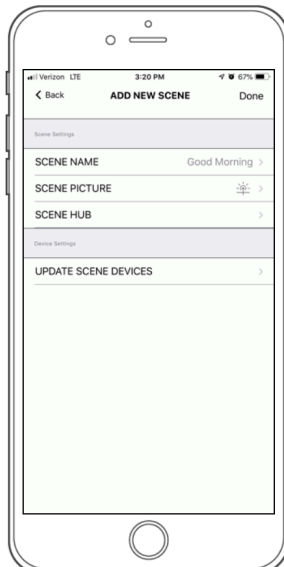 Verizon LTE 3:20 PM 67%
Back ADD NEW SCENE Done
Scene Settings
SCENE NAME Good Morning
SCENE PICTURE
SCENE HUB
Device Settings
UPDATE SCENE DEVICES